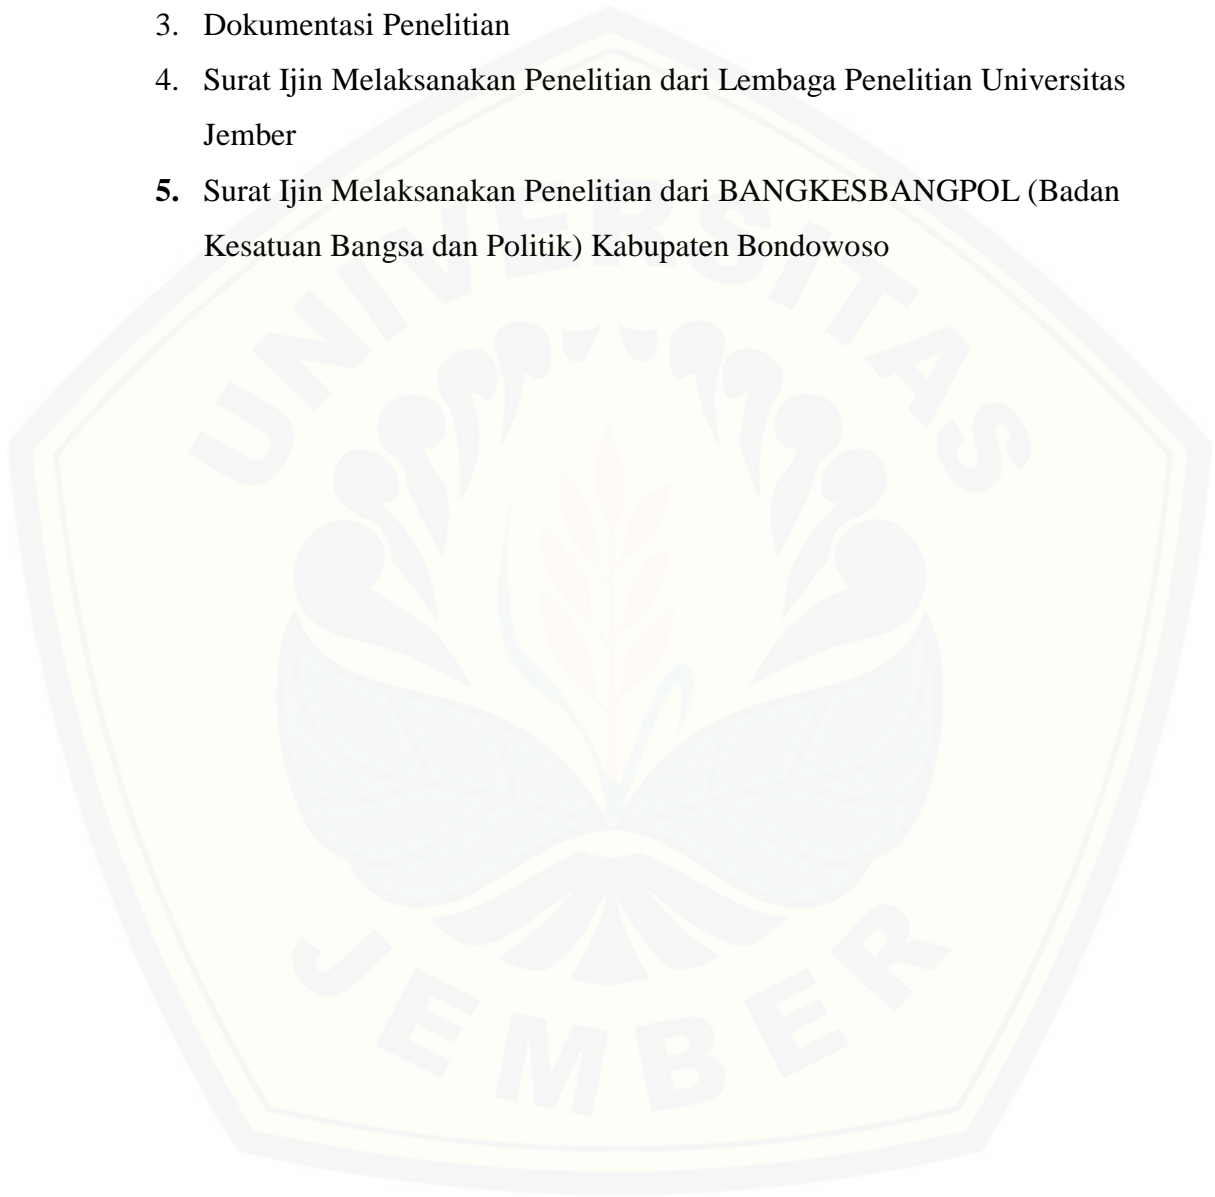 3. Dokumentasi Penelitian
4. Surat Ijin Melaksanakan Penelitian dari Lembaga Penelitian Universitas
Jember
5. Surat Ijin Melaksanakan Penelitian dari BANGKESBANGPOL (Badan
Kesatuan Bangsa dan Politik) Kabupaten Bondowoso
UNIVERSITAS
JEMBER